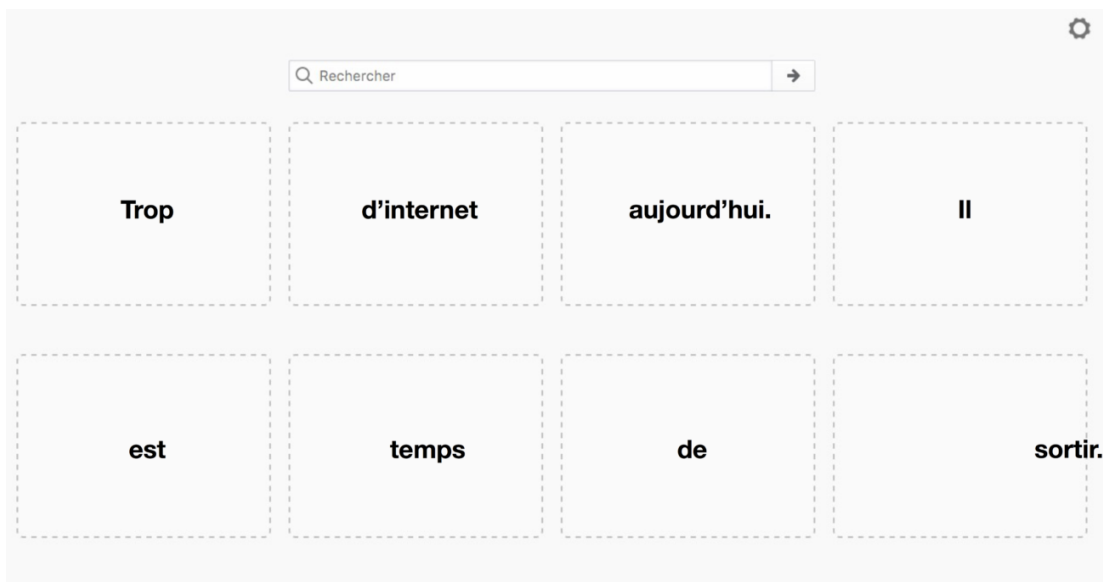 Rechercher
Trop d’internet aujourd’hui. Il
est temps de sortir.